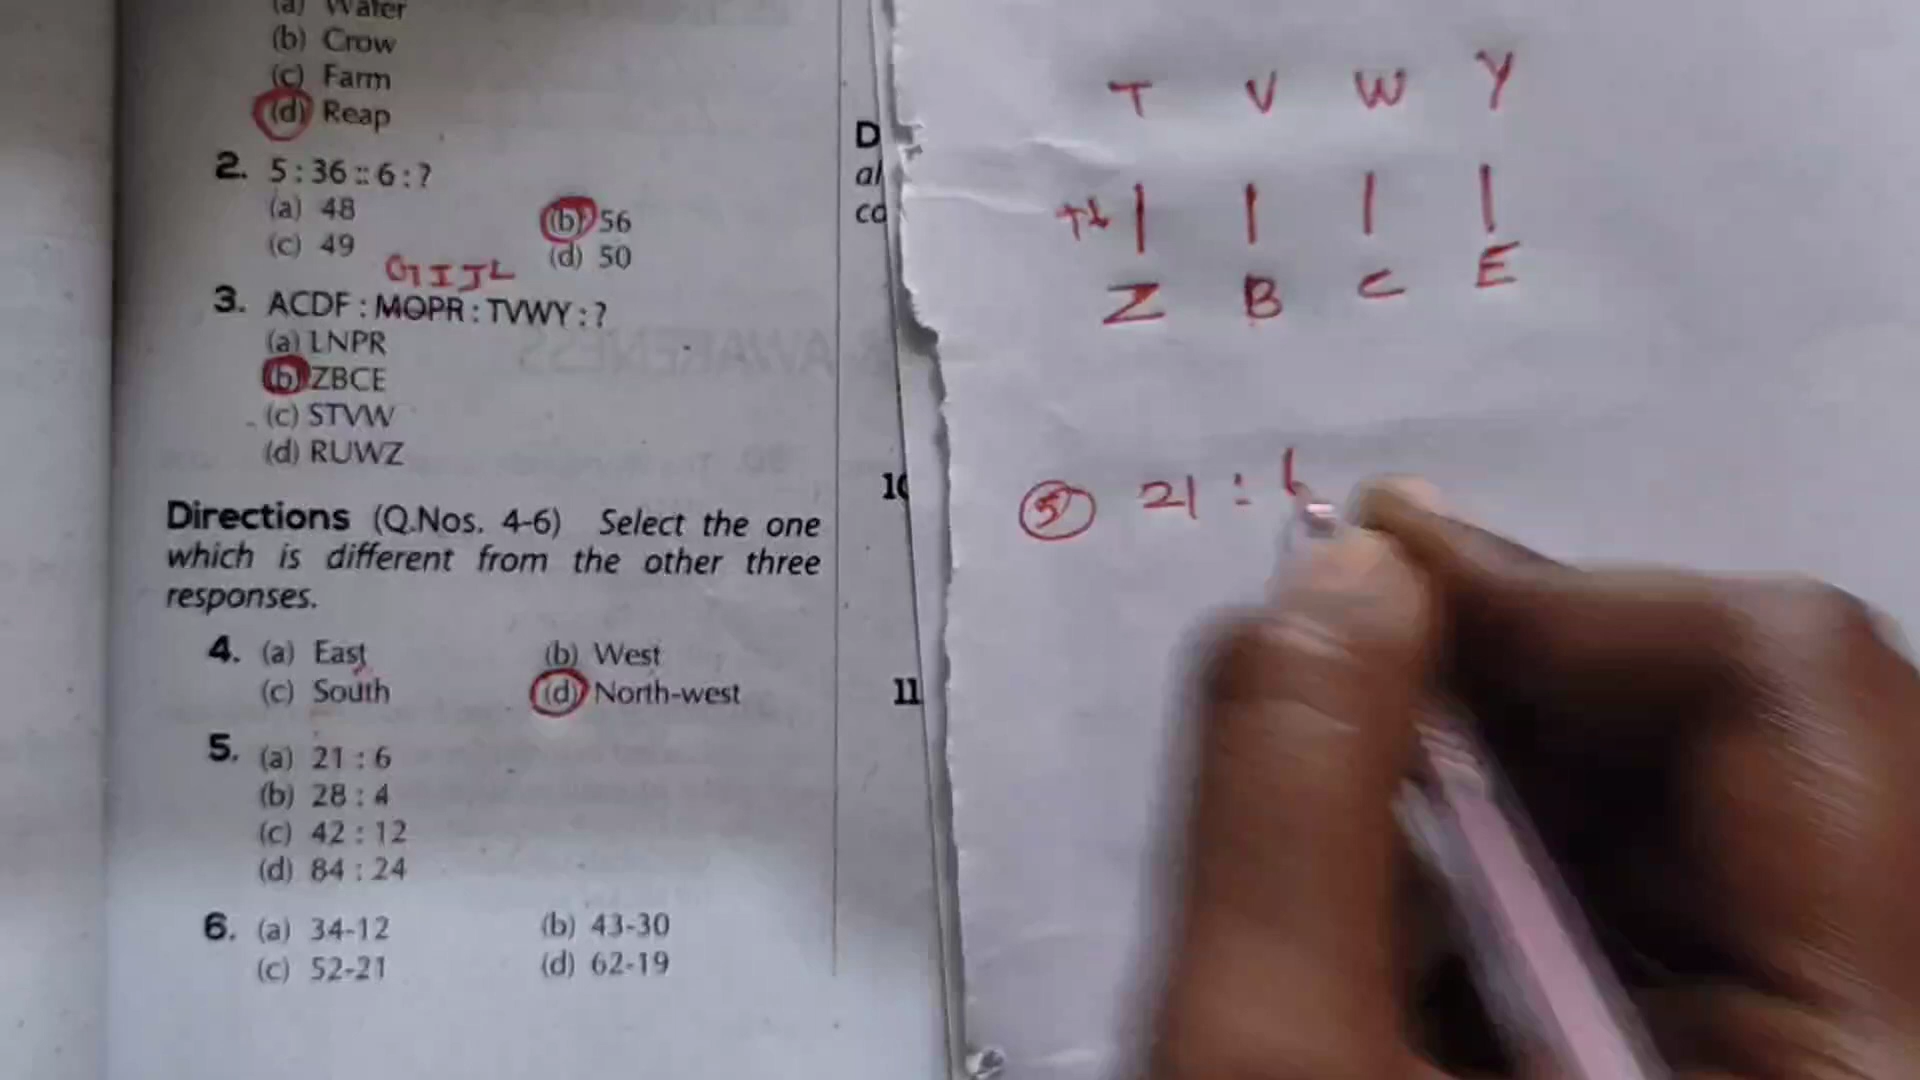 (a) Water
(b) Crow
(c) Farm
(d) Reap
2. 5 : 36 :: 6 : ?
(a) 48
(b) 56
(c) 49
(d) 50
GIJL
3. ACDF : MOPR : TVWY : ?
(a) LNPR
(b) ZBCE
(c) STVW
(d) RUWZ
Directions (Q.Nos. 4-6) Select the one
which is different from the other three
responses.
4. (a) East
(b) West
(c) South
(d) North-west
5. (a) 21 : 6
(b) 28 : 4
(c) 42 : 12
(d) 84 : 24
6. (a) 34-12
(b) 43-30
(c) 52-21
(d) 62-19
D
al
co
10
11
T V W Y
Z B C E
5 21 :